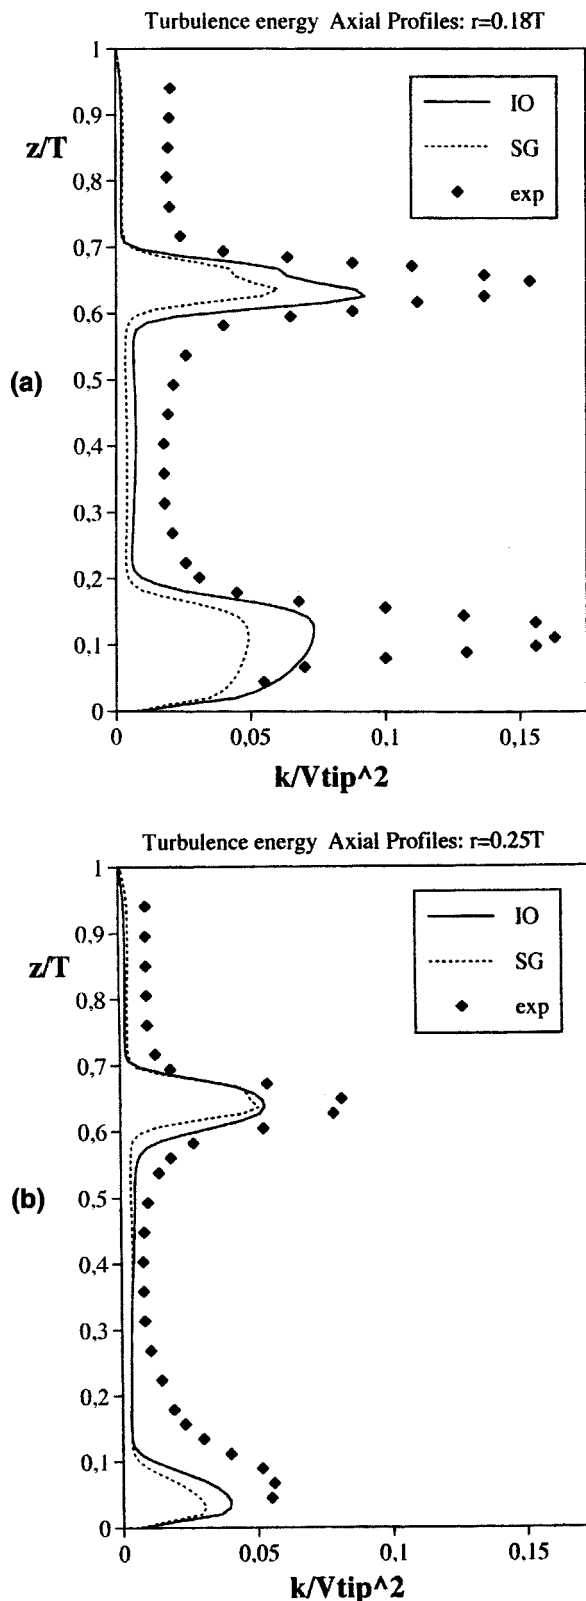 Turbulence energy Axial Profiles: r=0.18T
1
0,9
z/T
0,8
0,7
0,6
(a)
0,5
0,4
0,3
0,2
0,1
0
IO
SG
exp
0 0,05 0.1 0,15
k/Vtip^2
Turbulence energy Axial Profiles: r=0.25T
1
0,9
z/T
0,8
0,7
0,6
(b)
0,5
0,4
0,3
0,2
0,1
0
IO
SG
exp
0 0,05 0,1 0,15
k/Vtip^2